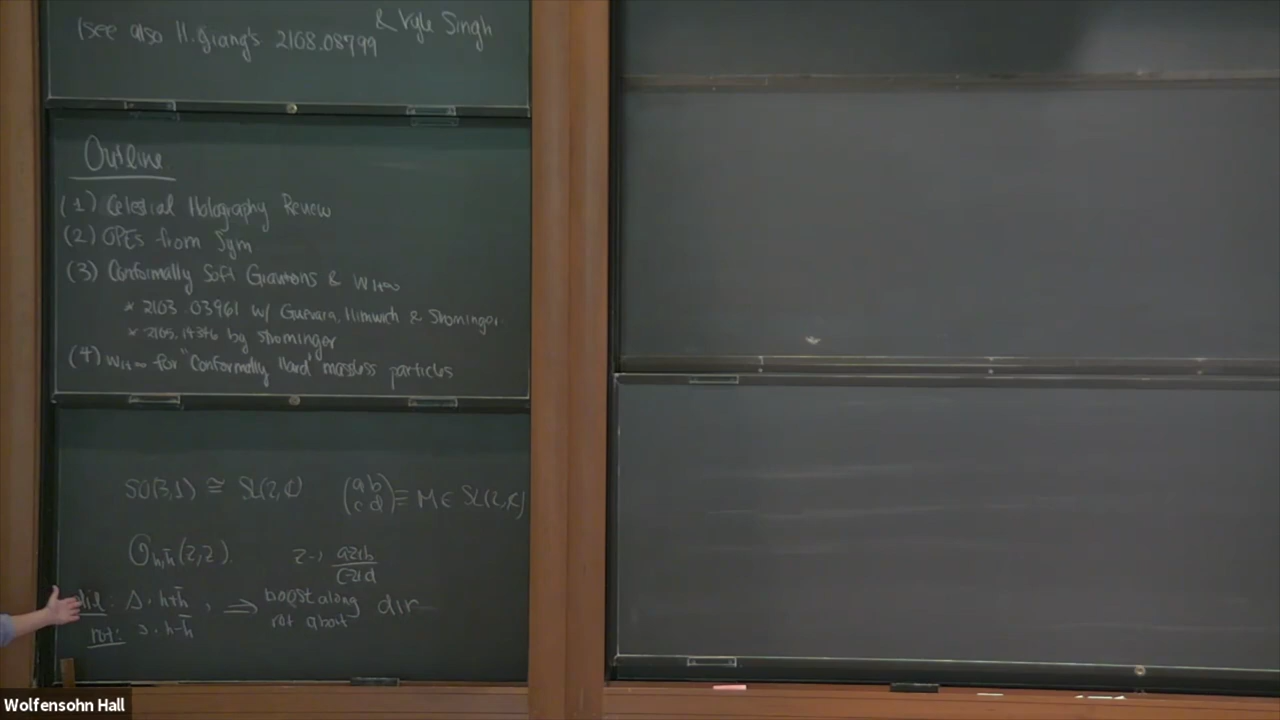 & Kyle Singh
(see also H. Jiang's 2108.08799
Outline
(1) Celestial Holography Review
(2) OPEs from Sym
(3) Conformally Soft Gravitons & W1+∞
* 2103.03961 w/ Guevara, Himwich & Strominger
* 2105.14346 by Strominger
(4) W1+∞ for "Conformally Hard" massless particles
SO(3,1) ≅ SL(2,C) (a b c d) = M ∈ SL(2,C)
O h,h̄ (z,z̄). z → az+b / cz+d
dil: Δ = h+h̄, ⇒ boost along dir
rot: s = h-h̄ rot about
Wolfensohn Hall